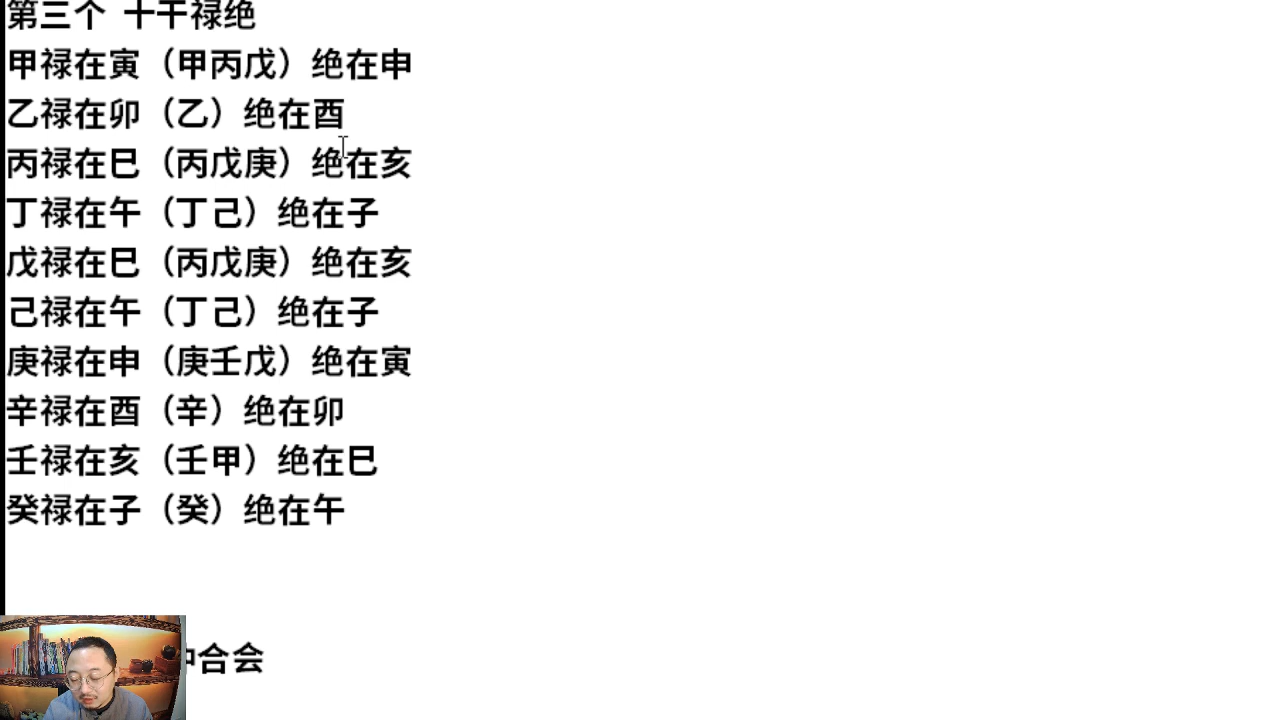 第三个 十干禄绝
甲禄在寅（甲丙戊）绝在申
乙禄在卯（乙）绝在酉
丙禄在巳（丙戊庚）绝在亥
丁禄在午（丁己）绝在子
戊禄在巳（丙戊庚）绝在亥
己禄在午（丁己）绝在子
庚禄在申（庚壬戊）绝在寅
辛禄在酉（辛）绝在卯
壬禄在亥（壬甲）绝在巳
癸禄在子（癸）绝在午
合会